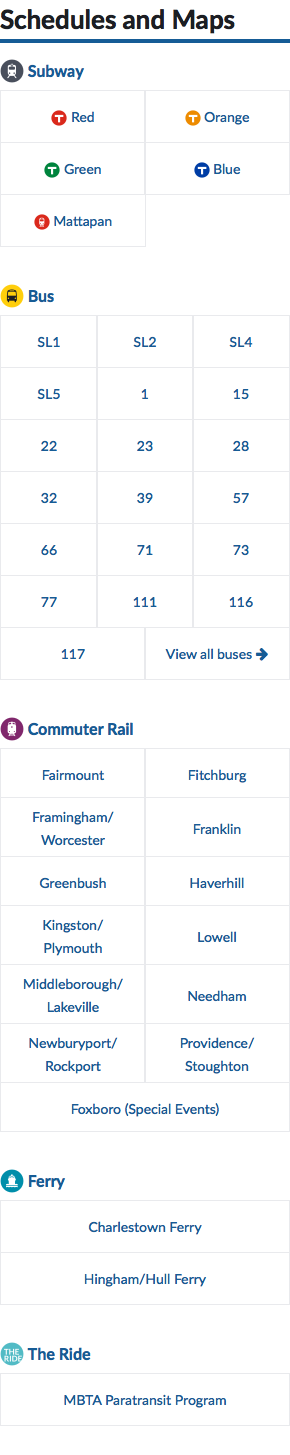 Schedules and Maps
Subway
T Red
T Orange
T Green
T Blue
Mattapan
Bus
SL1
SL2
SL4
SL5
1
15
22
23
28
32
39
57
66
71
73
77
111
116
117
View all buses
Commuter Rail
Fairmount
Fitchburg
Framingham/
Worcester
Franklin
Greenbush
Haverhill
Kingston/
Plymouth
Lowell
Middleborough/
Lakeville
Needham
Newburyport/
Rockport
Providence/
Stoughton
Foxboro (Special Events)
Ferry
Charlestown Ferry
Hingham/Hull Ferry
THE
RIDE
The Ride
MBTA Paratransit Program